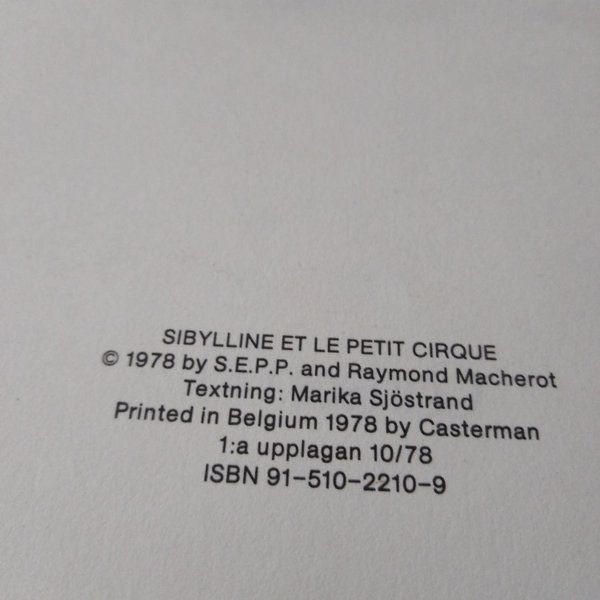 SIBYLLINE ET LE PETIT CIRQUE
© 1978 by S.E.P.P. and Raymond Macherot
Textning: Marika Sjöstrand
Printed in Belgium 1978 by Casterman
1:a upplagan 10/78
ISBN 91-510-2210-9